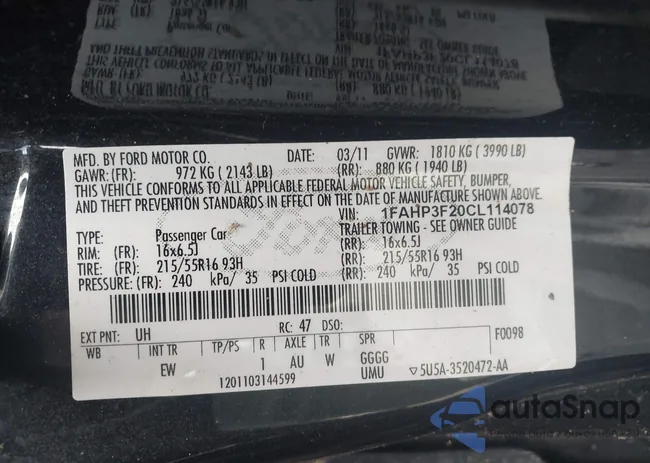 MFD. BY FORD MOTOR CO. DATE: 03/11 GVWR: 1810 KG ( 3990 LB)
GAWR: (FR): 972 KG ( 2143 LB) (RR): 880 KG ( 1940 LB)
THIS VEHICLE CONFORMS TO ALL APPLICABLE FEDERAL MOTOR VEHICLE SAFETY, BUMPER,
AND THEFT PREVENTION STANDARDS IN EFFECT ON THE DATE OF MANUFACTURE SHOWN ABOVE.
VIN: 1FAHP3F20CL114078
TYPE: Passenger Car TRAILER TOWING - SEE OWNER GUIDE
RIM: (FR): 16x6.5J (RR): 16x6.5J
TIRE: (FR): 215/55R16 93H (RR): 215/55R16 93H
PRESSURE: (FR): 240 kPa/ 35 PSI COLD (RR): 240 kPa/ 35 PSI COLD
EXT PNT: UH RC: 47 DSO: F0098
WB INT TR TP/PS R AXLE TR SPR
EW 1 AU W GGGG
1201103144599 UMU ▽5U5A-3520472-AA
autoSnap